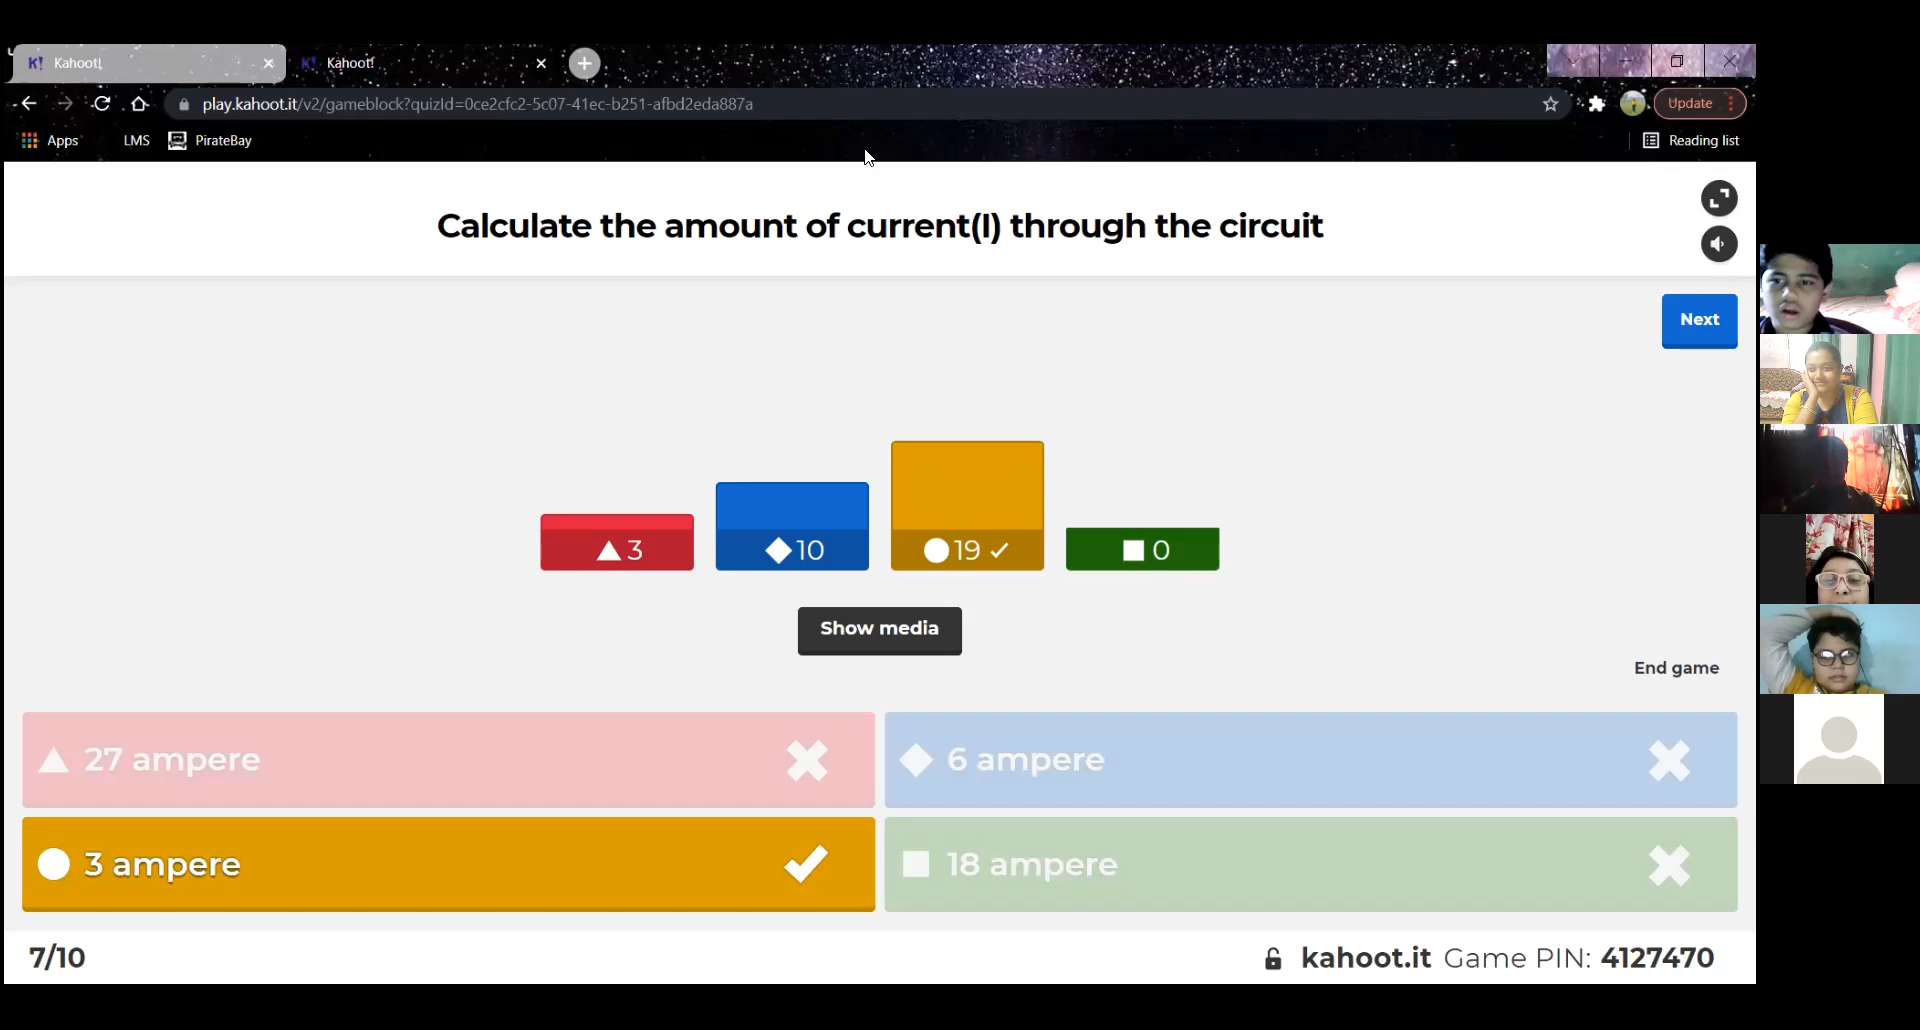 Kahoot!
Kahoot!
play.kahoot.it/v2/gameblock?quizId=0ce2cfc2-5c07-41ec-b251-afbd2eda887a
Update
Apps
LMS
PirateBay
Reading list
Calculate the amount of current(I) through the circuit
Next
3
10
19
0
Show media
End game
27 ampere
6 ampere
3 ampere
18 ampere
7/10
kahoot.it Game PIN: 4127470